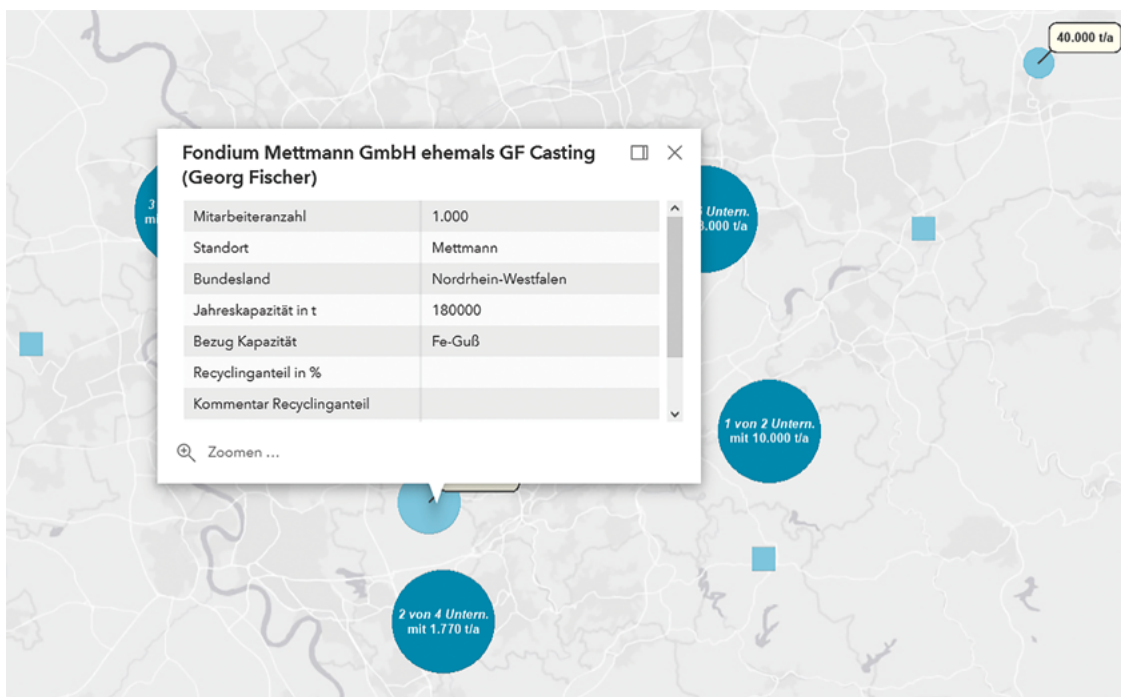 40.000 t/a
Fondium Mettmann GmbH ehemals GF Casting
(Georg Fischer)
Mitarbeiteranzahl 1.000
Standort Mettmann
Bundesland Nordrhein-Westfalen
Jahreskapazität in t 180000
Bezug Kapazität Fe-Guß
Recyclinganteil in %
Kommentar Recyclinganteil
Zoomen ...
3
mi
Untern.
.000 t/a
1 von 2 Untern.
mit 10.000 t/a
2 von 4 Untern.
mit 1.770 t/a